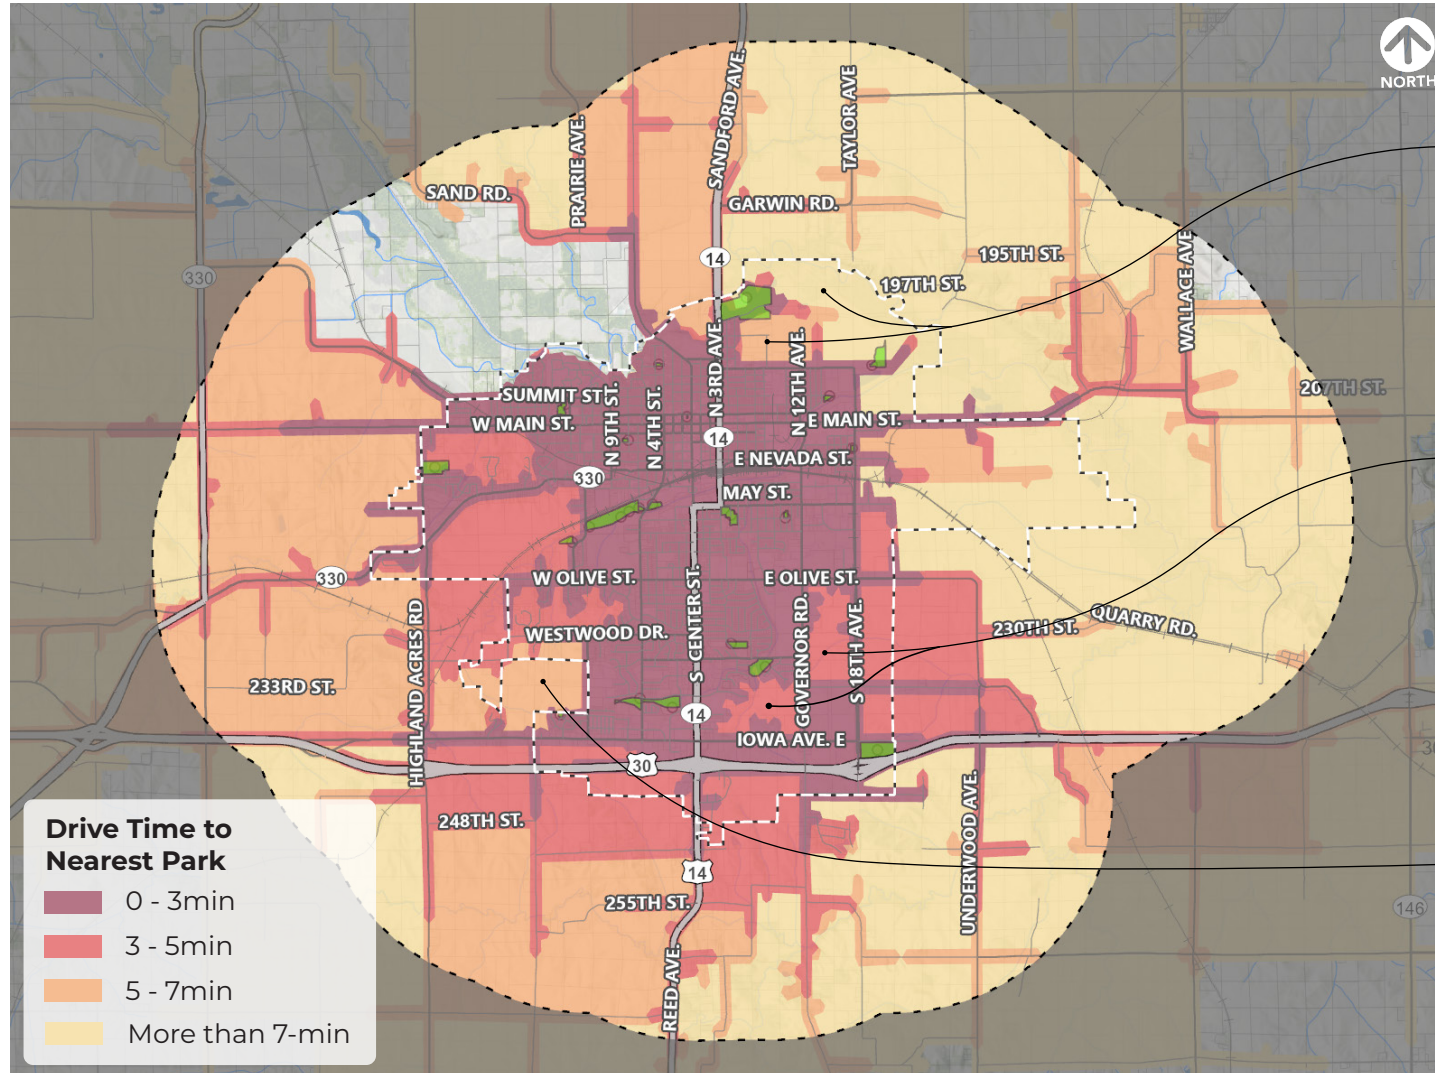 NORTH
SANDFORD AVE.
TAYLOR AVE
PRAIRIE AVE.
SAND RD.
GARWIN RD.
WALLACE AVE
14
195TH ST.
330
197TH ST.
N 3RD AVE.
N 12TH AVE.
207TH ST.
SUMMIT ST.
N 9TH ST.
N 4TH ST.
W MAIN ST.
E MAIN ST.
14
E NEVADA ST.
330
MAY ST.
330
W OLIVE ST.
E OLIVE ST.
S CENTER ST.
HIGHLAND ACRES RD
GOVERNOR RD.
S 18TH AVE.
QUARRY RD.
230TH ST.
WESTWOOD DR.
233RD ST.
14
IOWA AVE. E
30
UNDERWOOD AVE.
248TH ST.
14
255TH ST.
146
REED AVE.
Drive Time to
Nearest Park
0 - 3min
3 - 5min
5 - 7min
More than 7-min